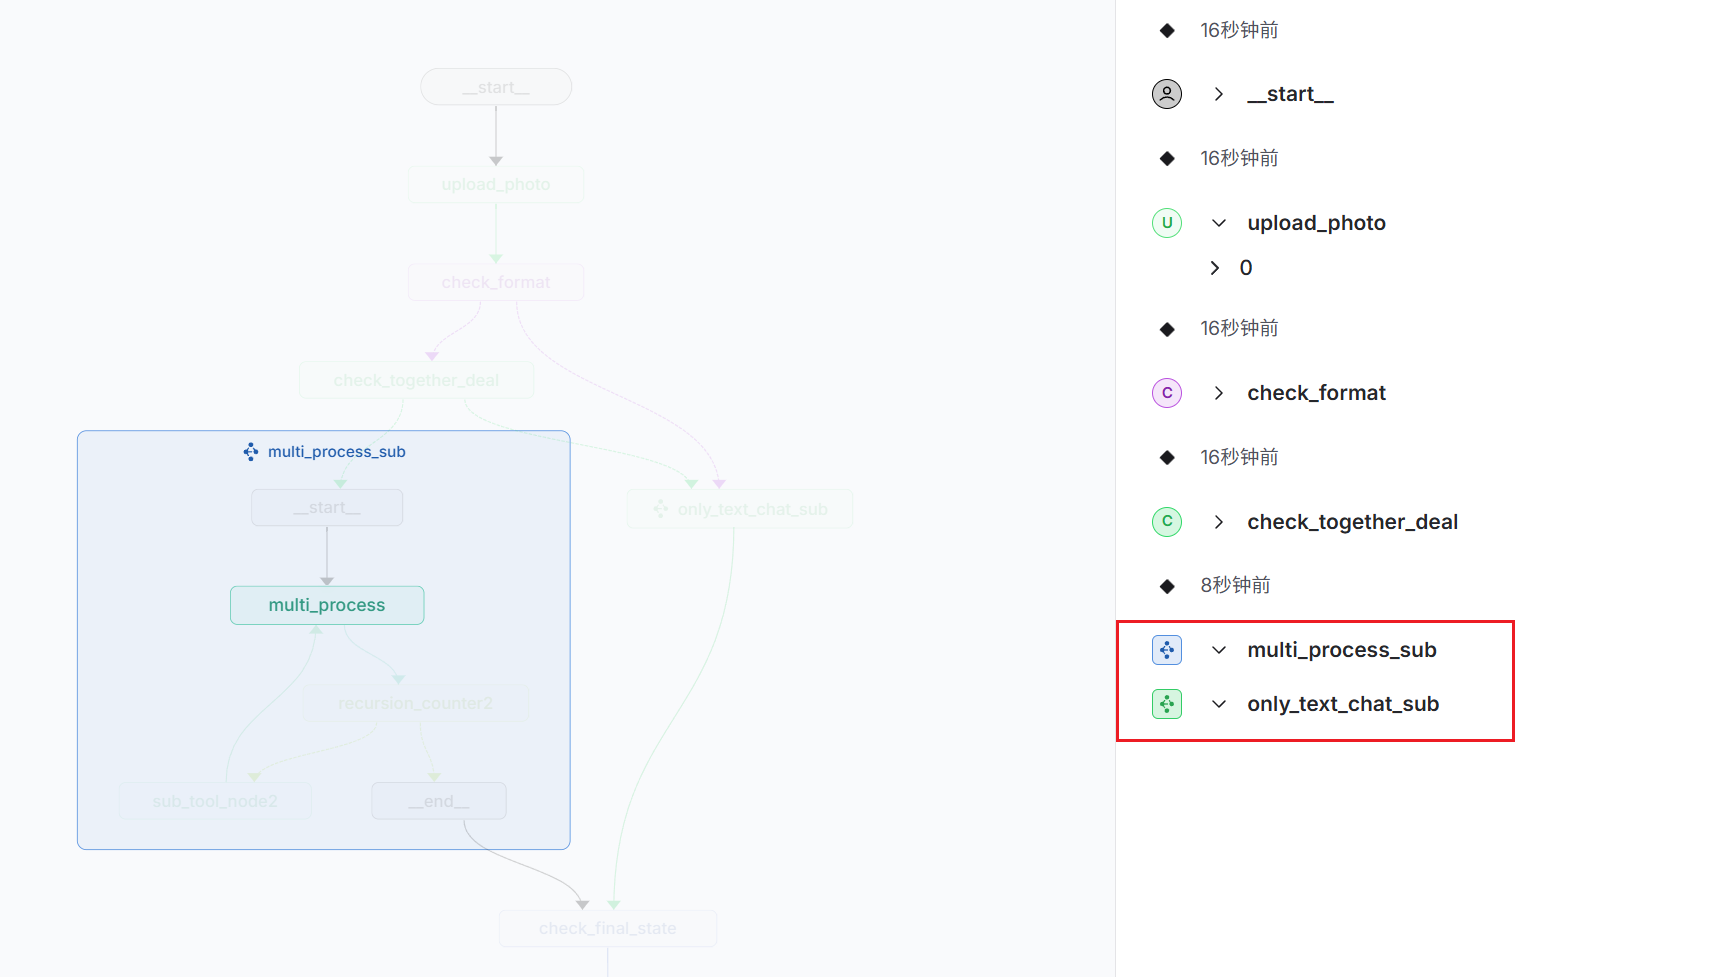 __start__
upload_photo
check_format
check_together_deal
multi_process_sub
__start__
only_text_chat_sub
multi_process
recursion_counter2
sub_tool_node2
__end__
check_final_state
16秒钟前
__start__
16秒钟前
U
upload_photo
0
16秒钟前
C
check_format
16秒钟前
C
check_together_deal
8秒钟前
multi_process_sub
only_text_chat_sub